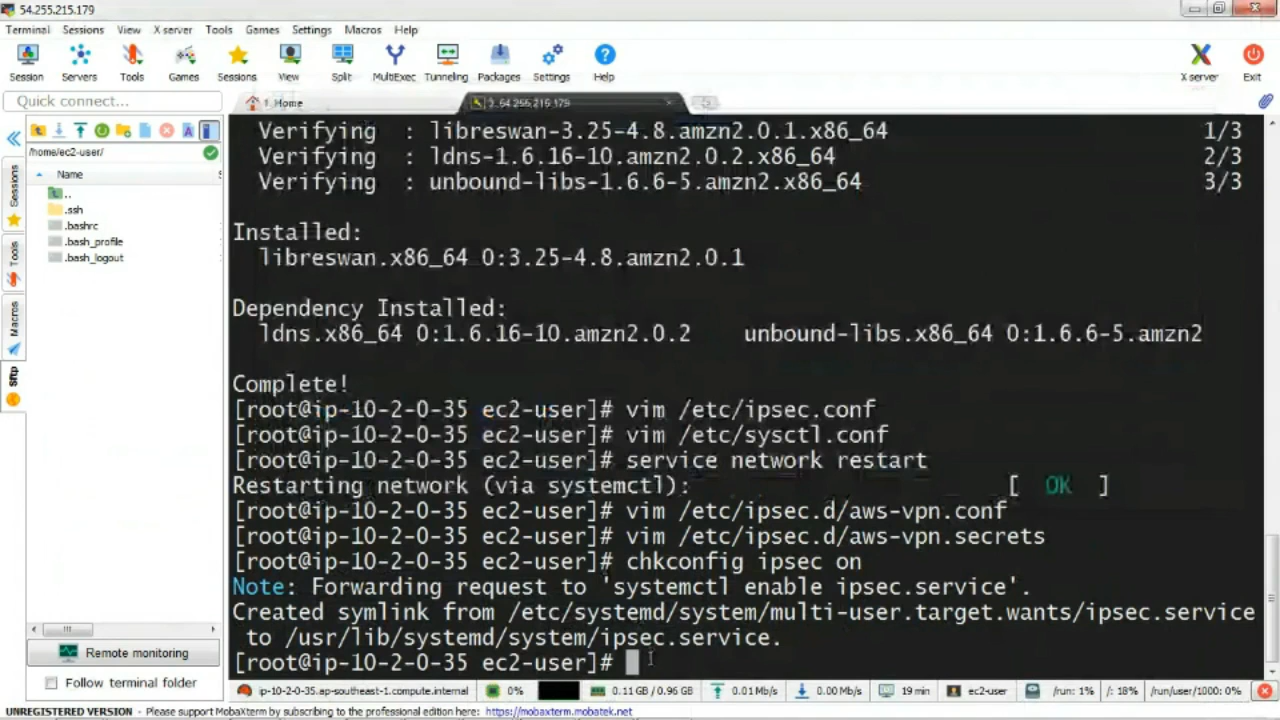 54.255.215.179
Terminal Sessions View X server Tools Games Settings Macros Help
Session Servers Tools Games Sessions View Split MultiExec Tunneling Packages Settings Help X server Exit
Quick connect...
1. Home
/home/ec2-user/
Name
..
.ssh
.bashrc
.bash_profile
.bash_logout
Sessions
Tools
Macros
Sftp
Verifying : libreswan-3.25-4.8.amzn2.0.1.x86_64 1/3
Verifying : ldns-1.6.16-10.amzn2.0.2.x86_64 2/3
Verifying : unbound-libs-1.6.6-5.amzn2.x86_64 3/3
Installed:
libreswan.x86_64 0:3.25-4.8.amzn2.0.1
Dependency Installed:
ldns.x86_64 0:1.6.16-10.amzn2.0.2 unbound-libs.x86_64 0:1.6.6-5.amzn2
Complete!
[root@ip-10-2-0-35 ec2-user]# vim /etc/ipsec.conf
[root@ip-10-2-0-35 ec2-user]# vim /etc/sysctl.conf
[root@ip-10-2-0-35 ec2-user]# service network restart
Restarting network (via systemctl): [ OK ]
[root@ip-10-2-0-35 ec2-user]# vim /etc/ipsec.d/aws-vpn.conf
[root@ip-10-2-0-35 ec2-user]# vim /etc/ipsec.d/aws-vpn.secrets
[root@ip-10-2-0-35 ec2-user]# chkconfig ipsec on
Note: Forwarding request to 'systemctl enable ipsec.service'.
Created symlink from /etc/systemd/system/multi-user.target.wants/ipsec.service
to /usr/lib/systemd/system/ipsec.service.
[root@ip-10-2-0-35 ec2-user]#
Remote monitoring
Follow terminal folder
ip-10-2-0-35.ap-southeast-1.compute.internal 0% 0.11 GB / 0.96 GB 0.01 Mb/s 0.00 Mb/s 19 min ec2-user /run: 1% /: 18% /run/user/1000: 0%
UNREGISTERED VERSION - Please support MobaXterm by subscribing to the professional edition here: https://mobaxterm.mobatek.net